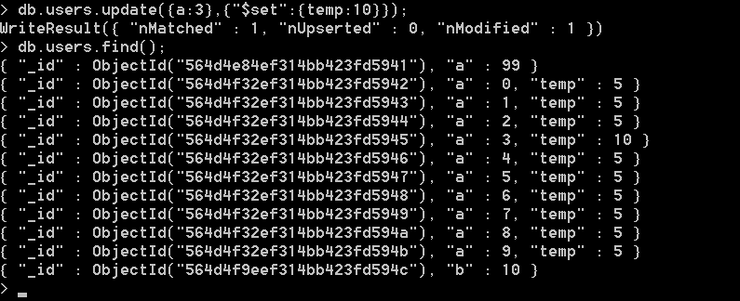 > db.users.update({a:3},{"$set":{temp:10}});
WriteResult({ "nMatched" : 1, "nUpserted" : 0, "nModified" : 1 })
> db.users.find();
{ "_id" : ObjectId("564d4e84ef314bb423fd5941"), "a" : 99 }
{ "_id" : ObjectId("564d4f32ef314bb423fd5942"), "a" : 0, "temp" : 5 }
{ "_id" : ObjectId("564d4f32ef314bb423fd5943"), "a" : 1, "temp" : 5 }
{ "_id" : ObjectId("564d4f32ef314bb423fd5944"), "a" : 2, "temp" : 5 }
{ "_id" : ObjectId("564d4f32ef314bb423fd5945"), "a" : 3, "temp" : 10 }
{ "_id" : ObjectId("564d4f32ef314bb423fd5946"), "a" : 4, "temp" : 5 }
{ "_id" : ObjectId("564d4f32ef314bb423fd5947"), "a" : 5, "temp" : 5 }
{ "_id" : ObjectId("564d4f32ef314bb423fd5948"), "a" : 6, "temp" : 5 }
{ "_id" : ObjectId("564d4f32ef314bb423fd5949"), "a" : 7, "temp" : 5 }
{ "_id" : ObjectId("564d4f32ef314bb423fd594a"), "a" : 8, "temp" : 5 }
{ "_id" : ObjectId("564d4f32ef314bb423fd594b"), "a" : 9, "temp" : 5 }
{ "_id" : ObjectId("564d4f9eef314bb423fd594c"), "b" : 10 }
> _